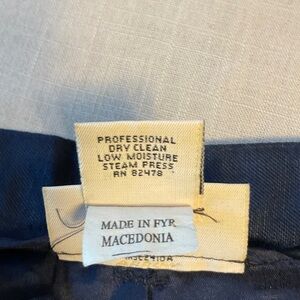 PROFESSIONAL
DRY CLEAN
LOW MOISTURE
STEAM PRESS
RN 82478
MADE IN FYR
MACEDONIA